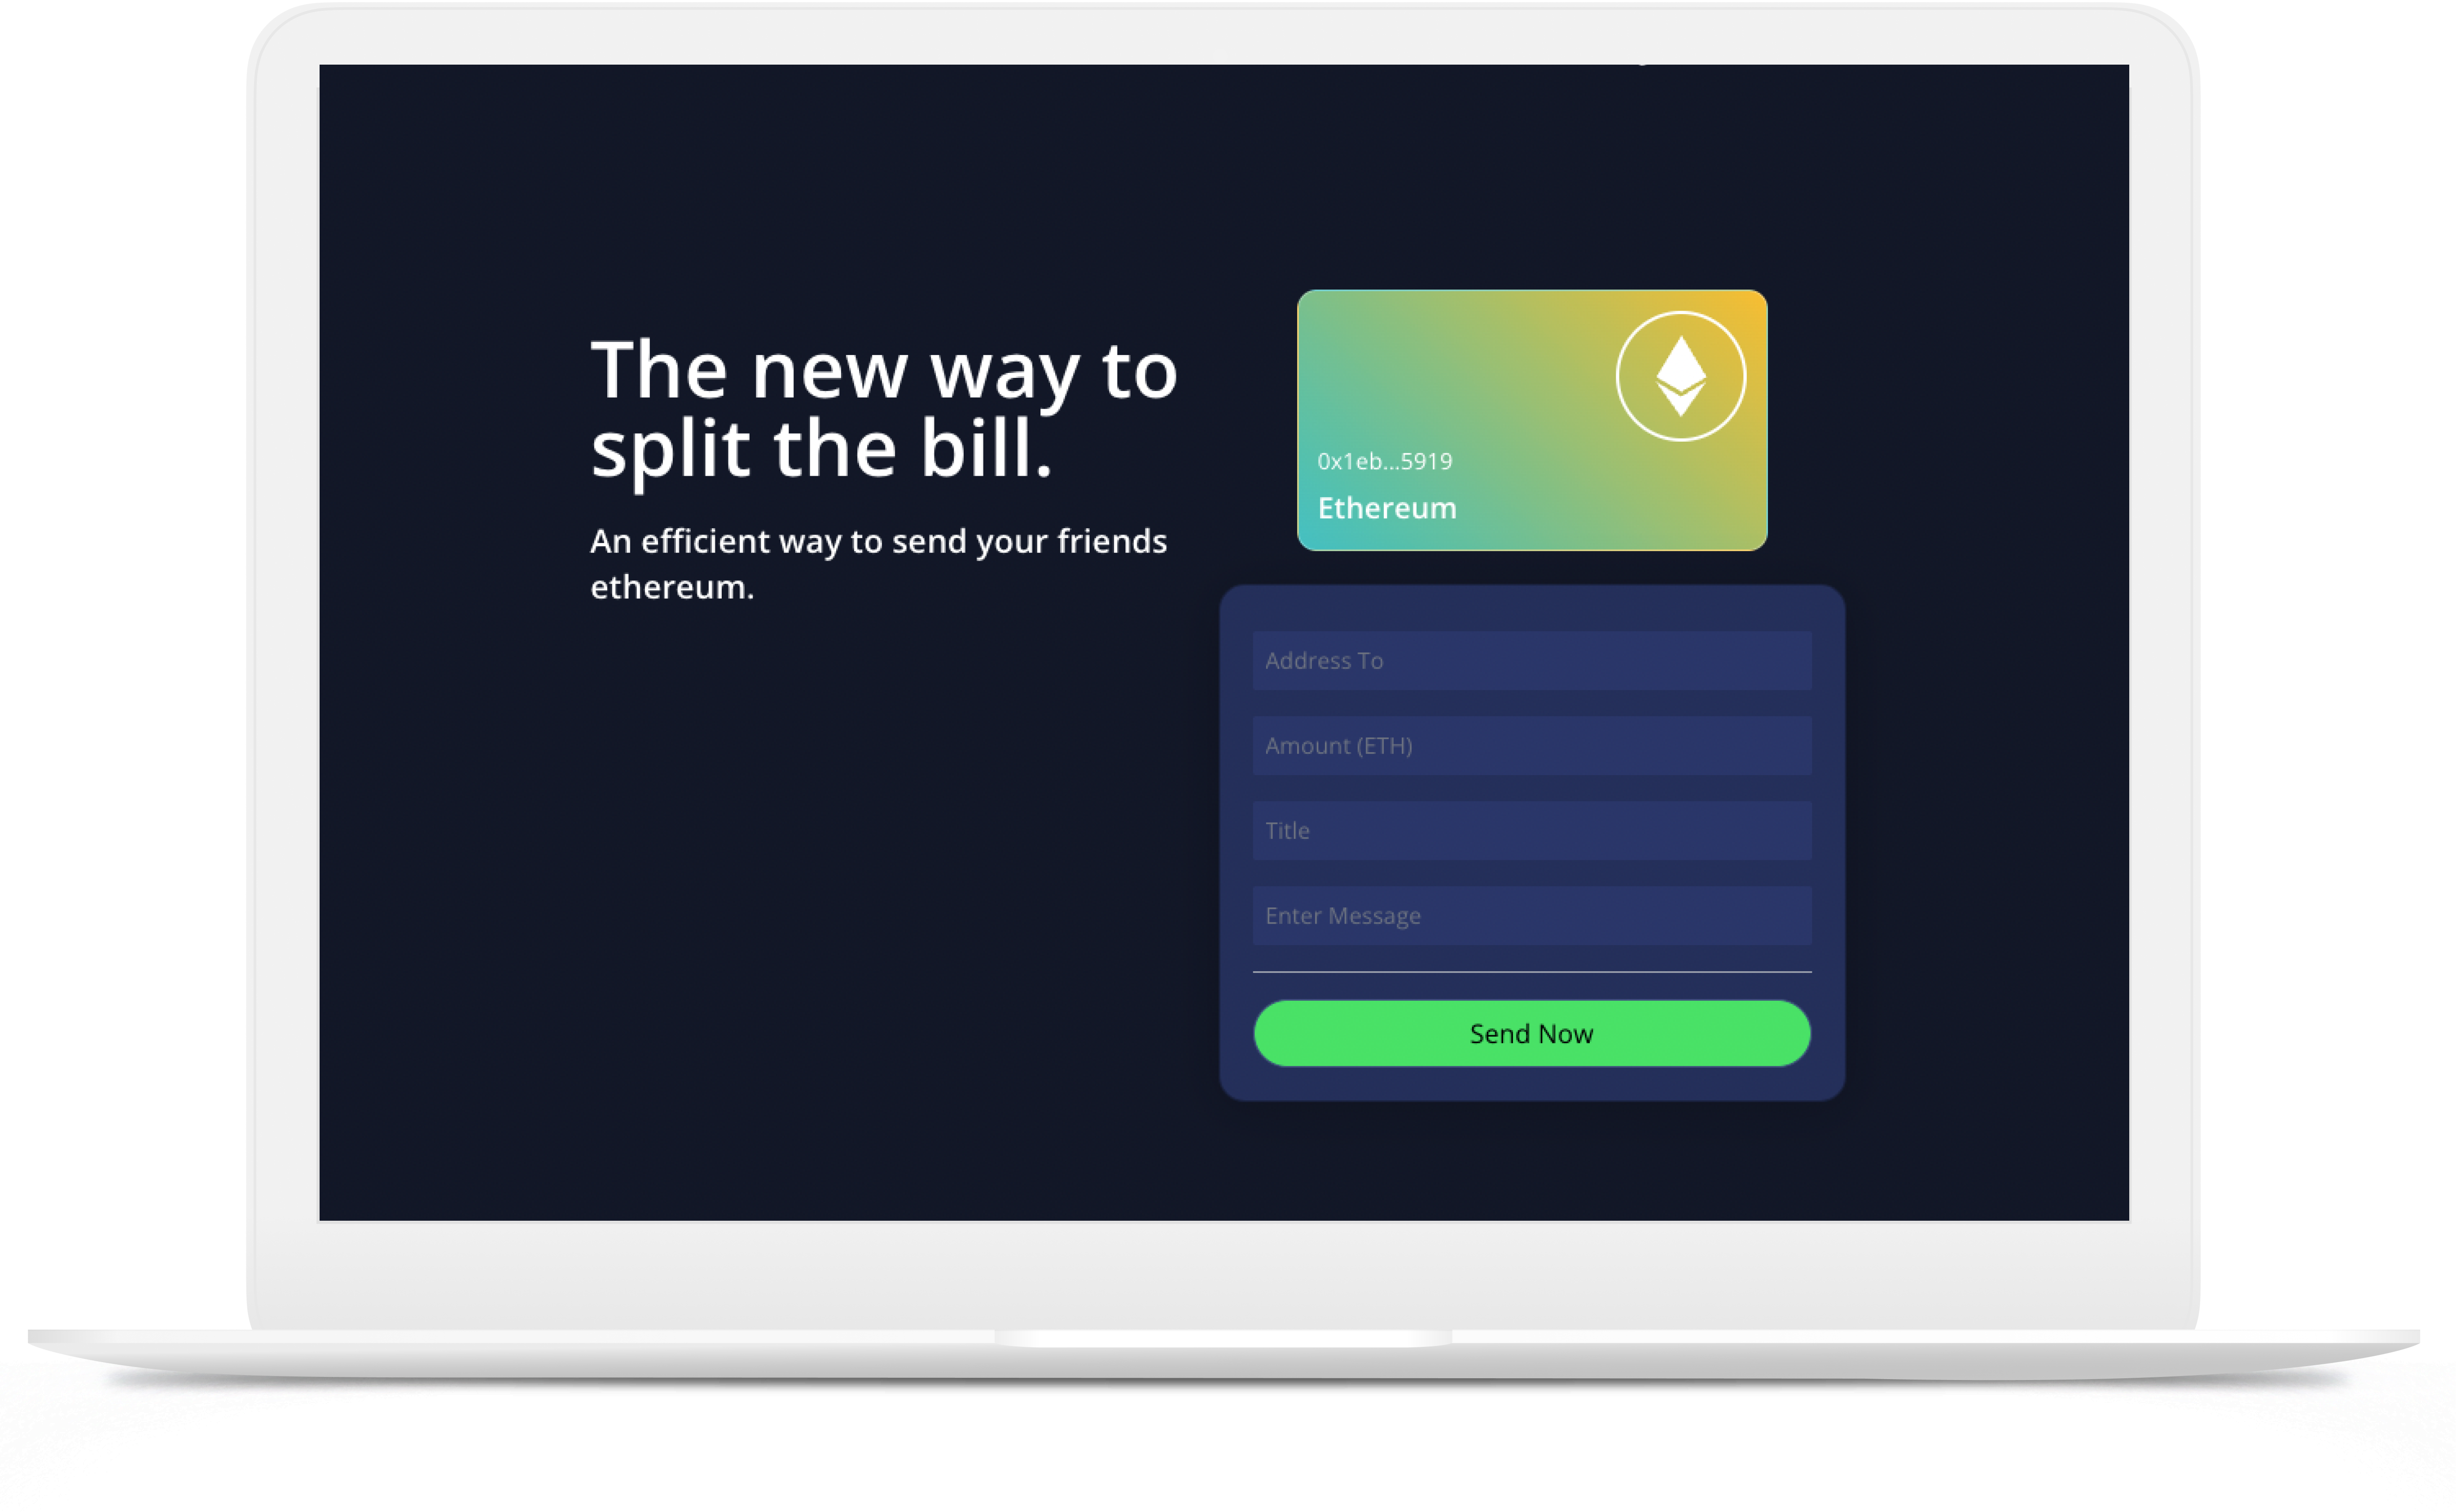 The new way to
split the bill.
An efficient way to send your friends
ethereum.
0x1eb...5919
Ethereum
Address To
Amount (ETH)
Title
Enter Message
Send Now